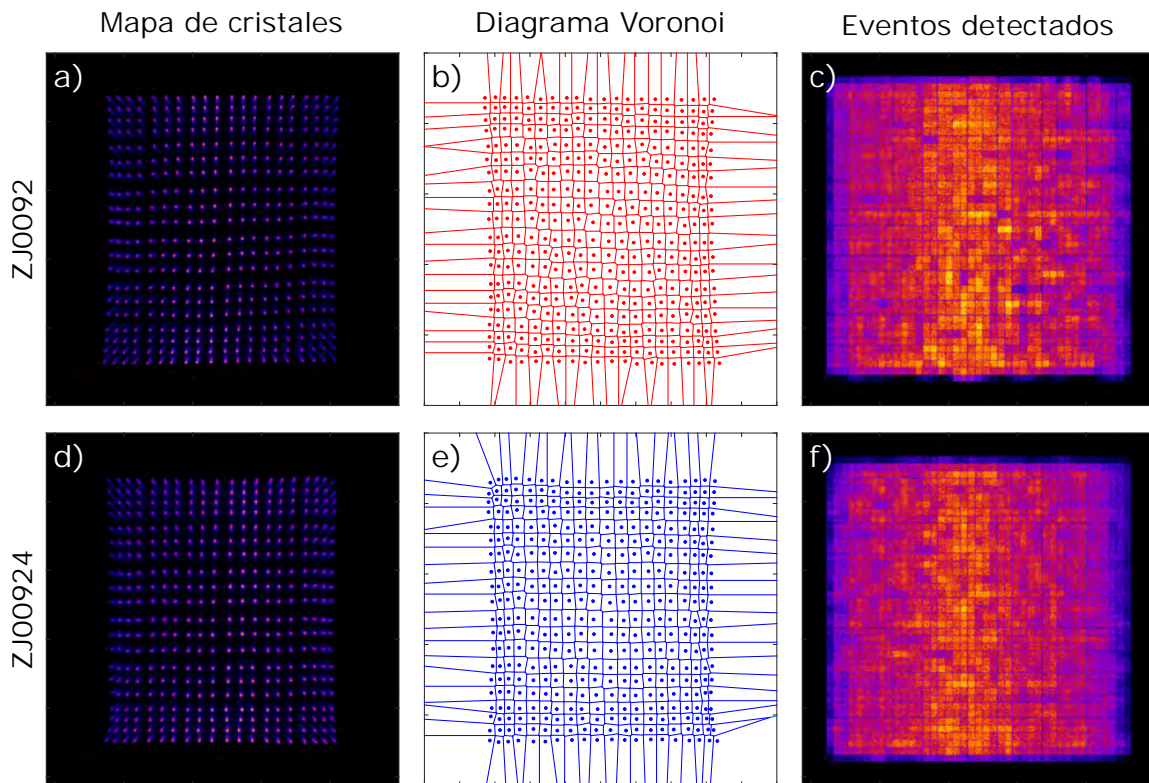 Mapa de cristales
Diagrama Voronoi
Eventos detectados
ZJ0092
a)
b)
c)
ZJ00924
d)
e)
f)